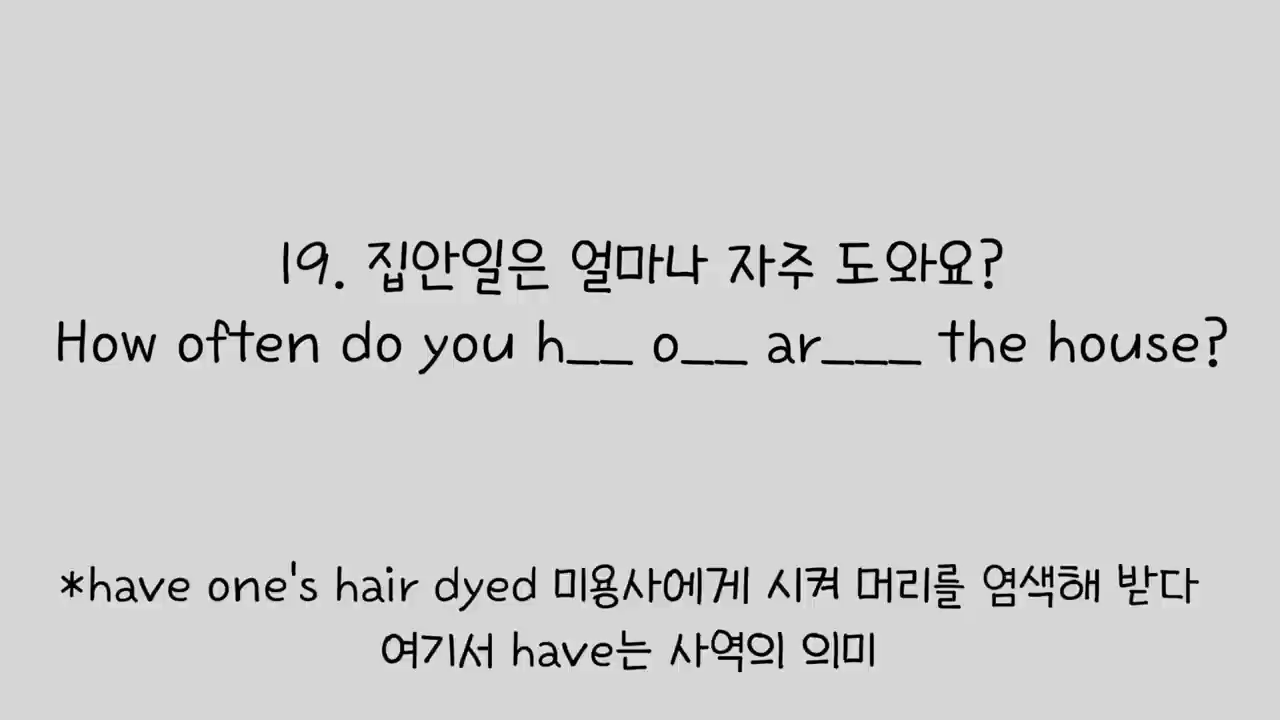 19. 집안일은 얼마나 자주 도와요?
How often do you h__ o__ ar___ the house?
*have one's hair dyed 미용사에게 시켜 머리를 염색해 받다
여기서 have는 사역의 의미